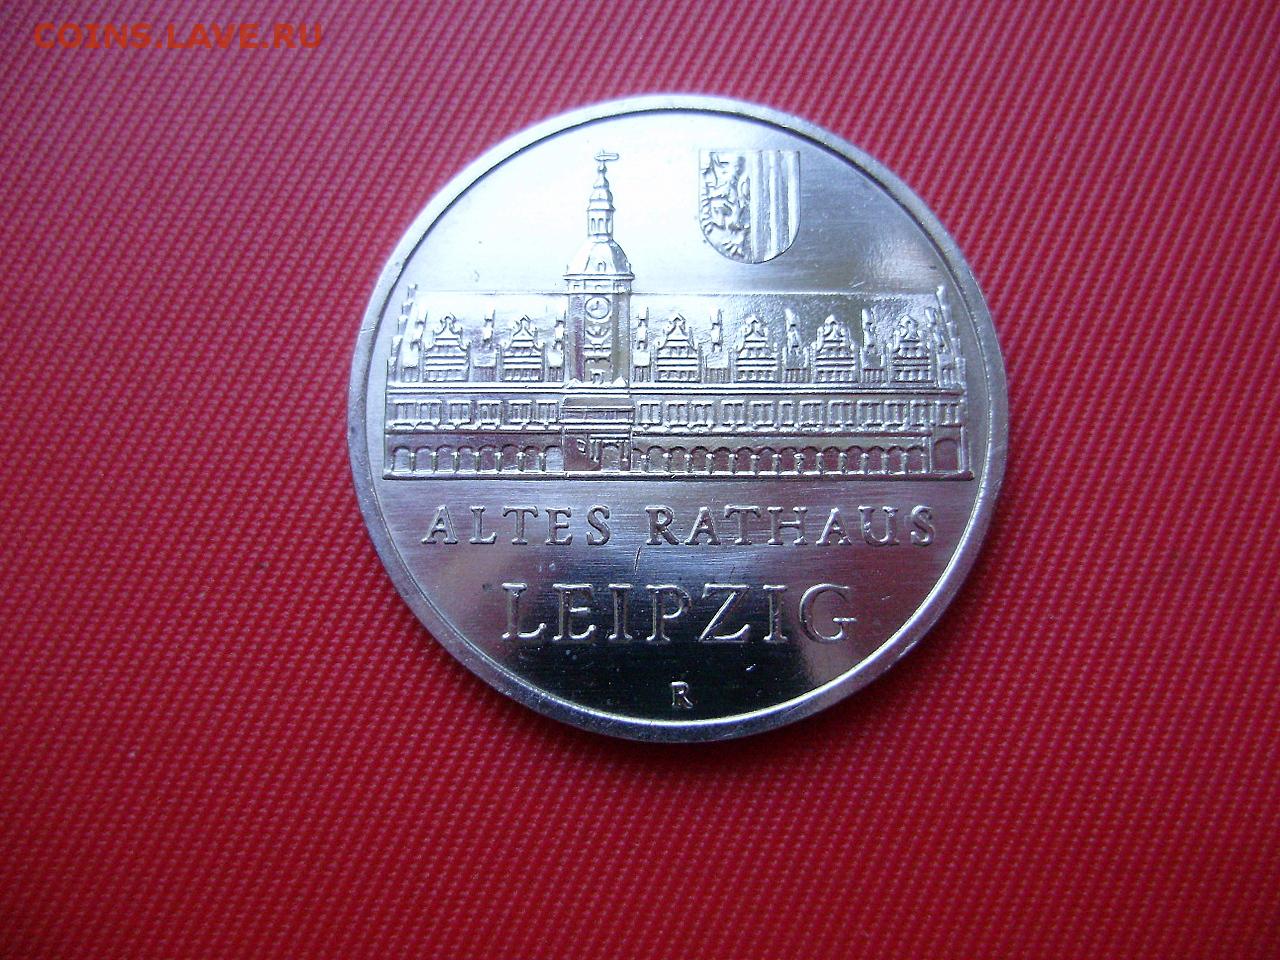 COINS.LAVE.RU
ALTES RATHAUS
LEIPZIG
R